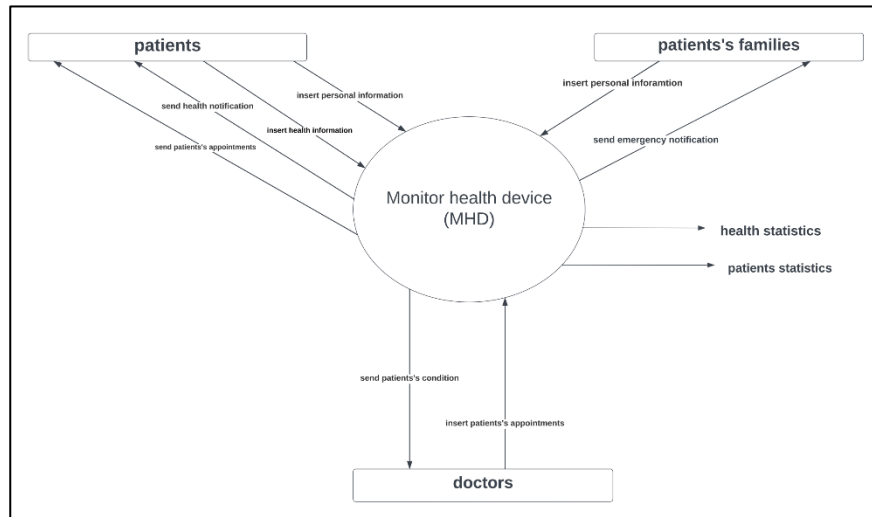 patients
patients's families
insert personal information
insert personal inforamtion
send health notification
insert health information
send emergency notification
send patients's appointments
Monitor health device
(MHD)
health statistics
patients statistics
send patients's condition
insert patients's appointments
doctors